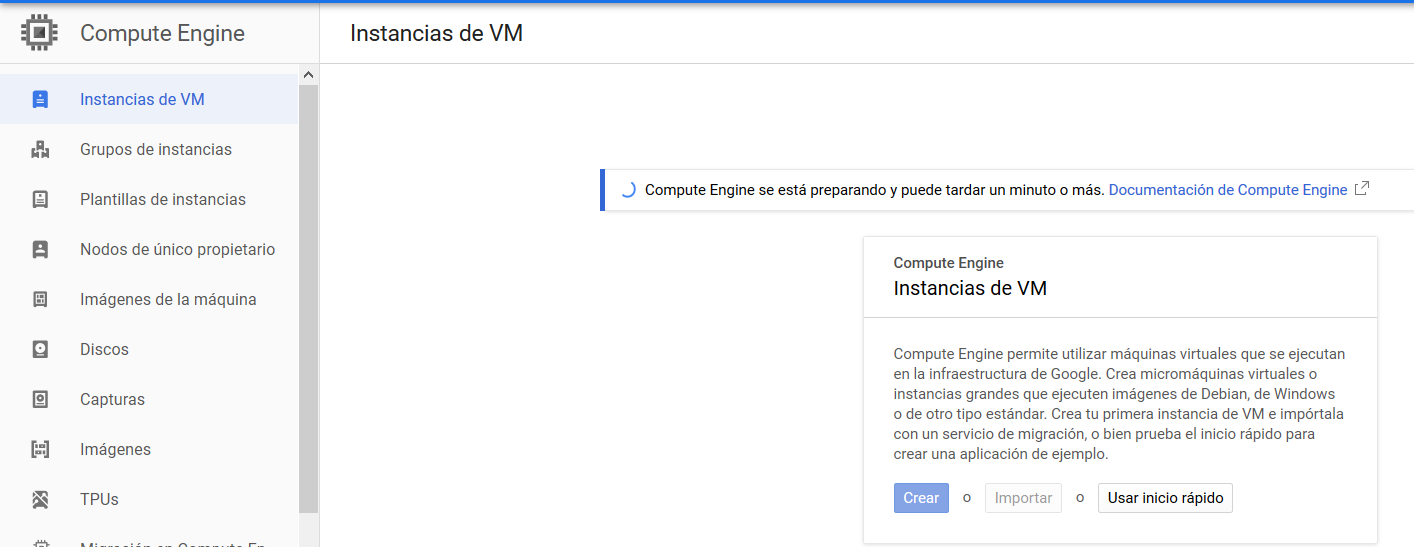 Compute Engine
Instancias de VM
Instancias de VM
Grupos de instancias
Plantillas de instancias
Nodos de único propietario
Imágenes de la máquina
Discos
Capturas
Imágenes
TPUs
Migración en Compute En
Compute Engine se está preparando y puede tardar un minuto o más. Documentación de Compute Engine
Compute Engine
Instancias de VM
Compute Engine permite utilizar máquinas virtuales que se ejecutan
en la infraestructura de Google. Crea micromáquinas virtuales o
instancias grandes que ejecuten imágenes de Debian, de Windows
o de otro tipo estándar. Crea tu primera instancia de VM e impórtala
con un servicio de migración, o bien prueba el inicio rápido para
crear una aplicación de ejemplo.
Crear o Importar o Usar inicio rápido